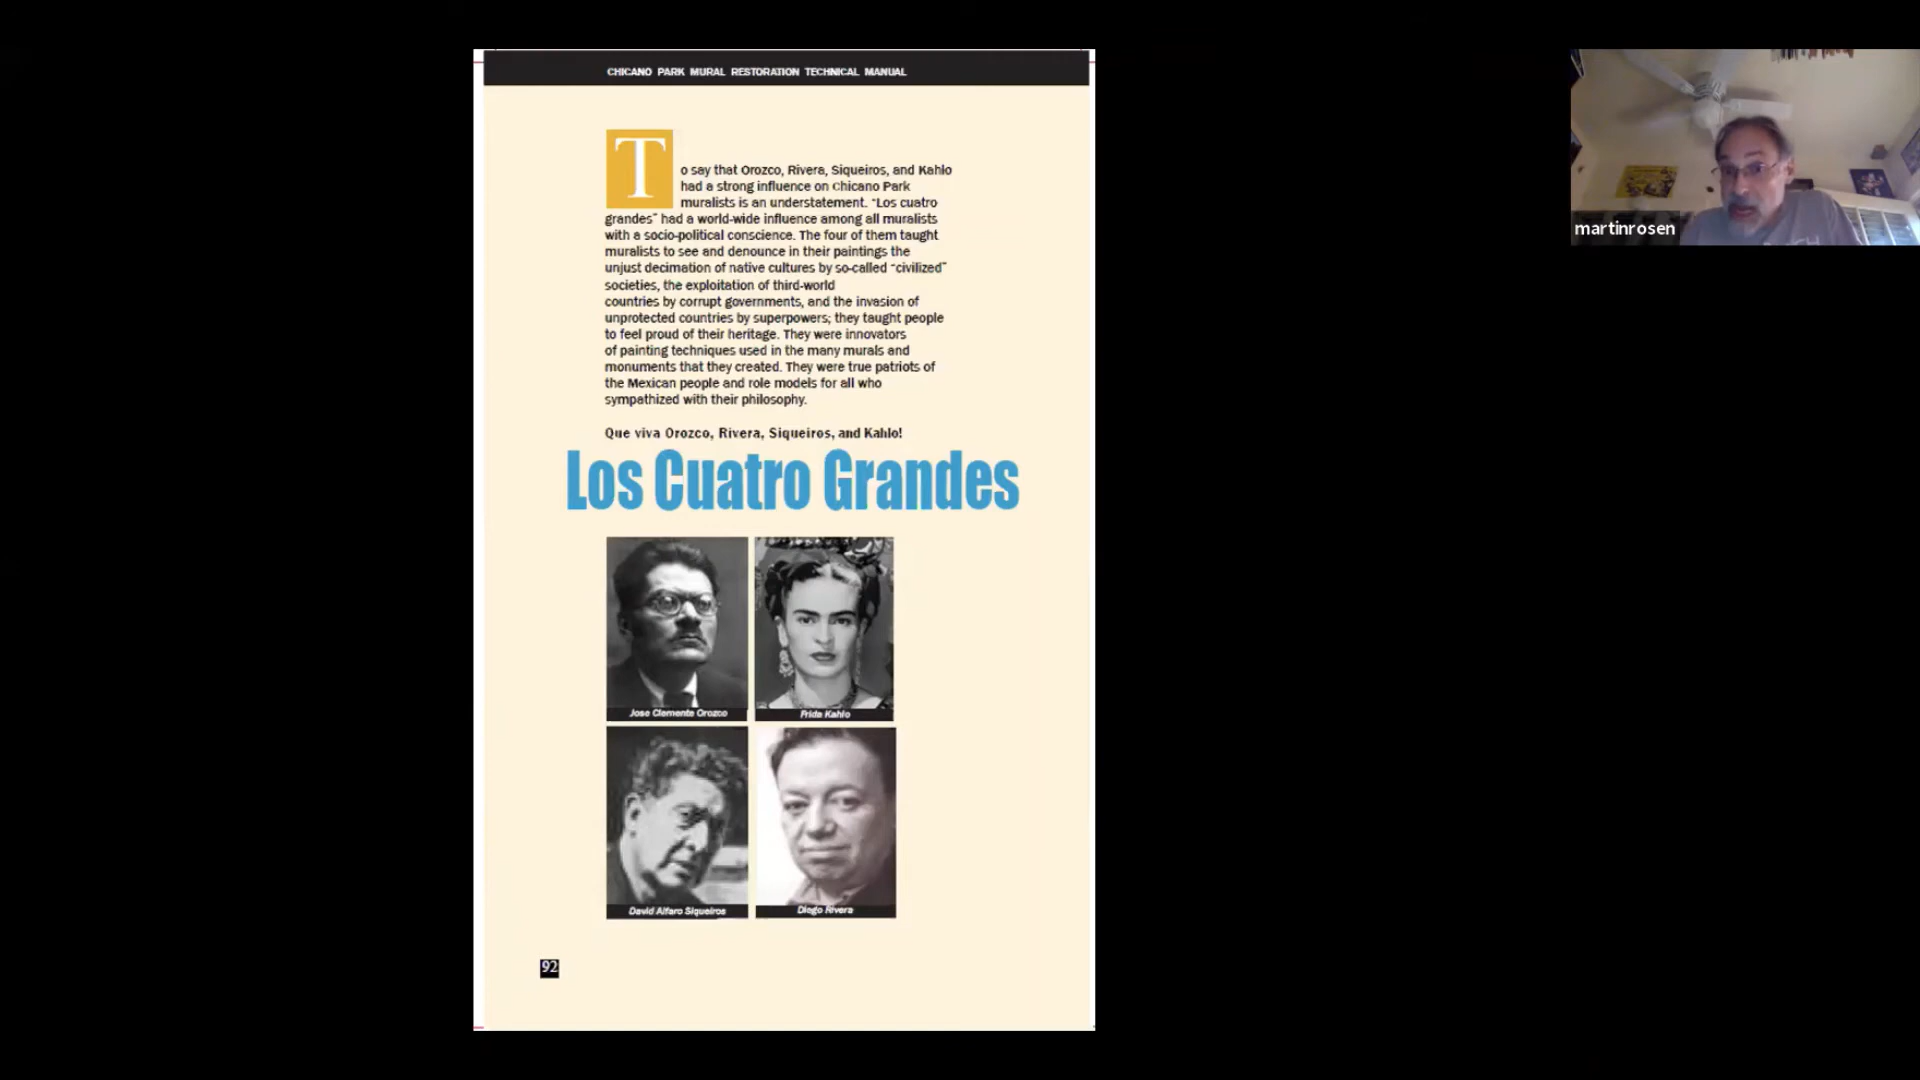 CHICANO PARK MURAL RESTORATION TECHNICAL MANUAL
To say that Orozco, Rivera, Siqueiros, and Kahlo
had a strong influence on Chicano Park
muralists is an understatement. “Los cuatro
grandes” had a world-wide influence among all muralists
with a socio-political conscience. The four of them taught
muralists to see and denounce in their paintings the
unjust decimation of native cultures by so-called “civilized”
societies, the exploitation of third-world
countries by corrupt governments, and the invasion of
unprotected countries by superpowers; they taught people
to feel proud of their heritage. They were innovators
of painting techniques used in the many murals and
monuments that they created. They were true patriots of
the Mexican people and role models for all who
sympathized with their philosophy.
Que viva Orozco, Rivera, Siqueiros, and Kahlo!
Los Cuatro Grandes
Jose Clemente Orozco
Frida Kahlo
David Alfaro Siqueiros
Diego Rivera
92
martinrosen